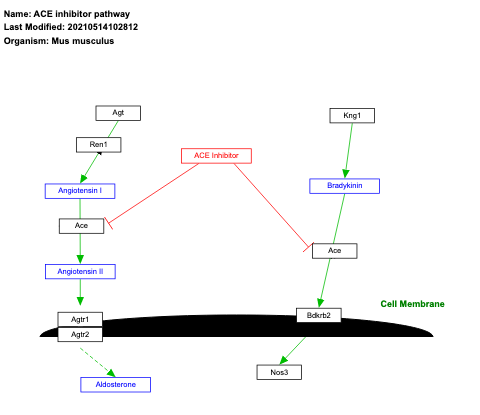 Name: ACE inhibitor pathway
Last Modified: 20210514102812
Organism: Mus musculus
Agt
Kng1
Ren1
ACE Inhibitor
Angiotensin I
Bradykinin
Ace
Ace
Angiotensin II
Cell Membrane
Bdkrb2
Agtr1
Agtr2
Nos3
Aldosterone